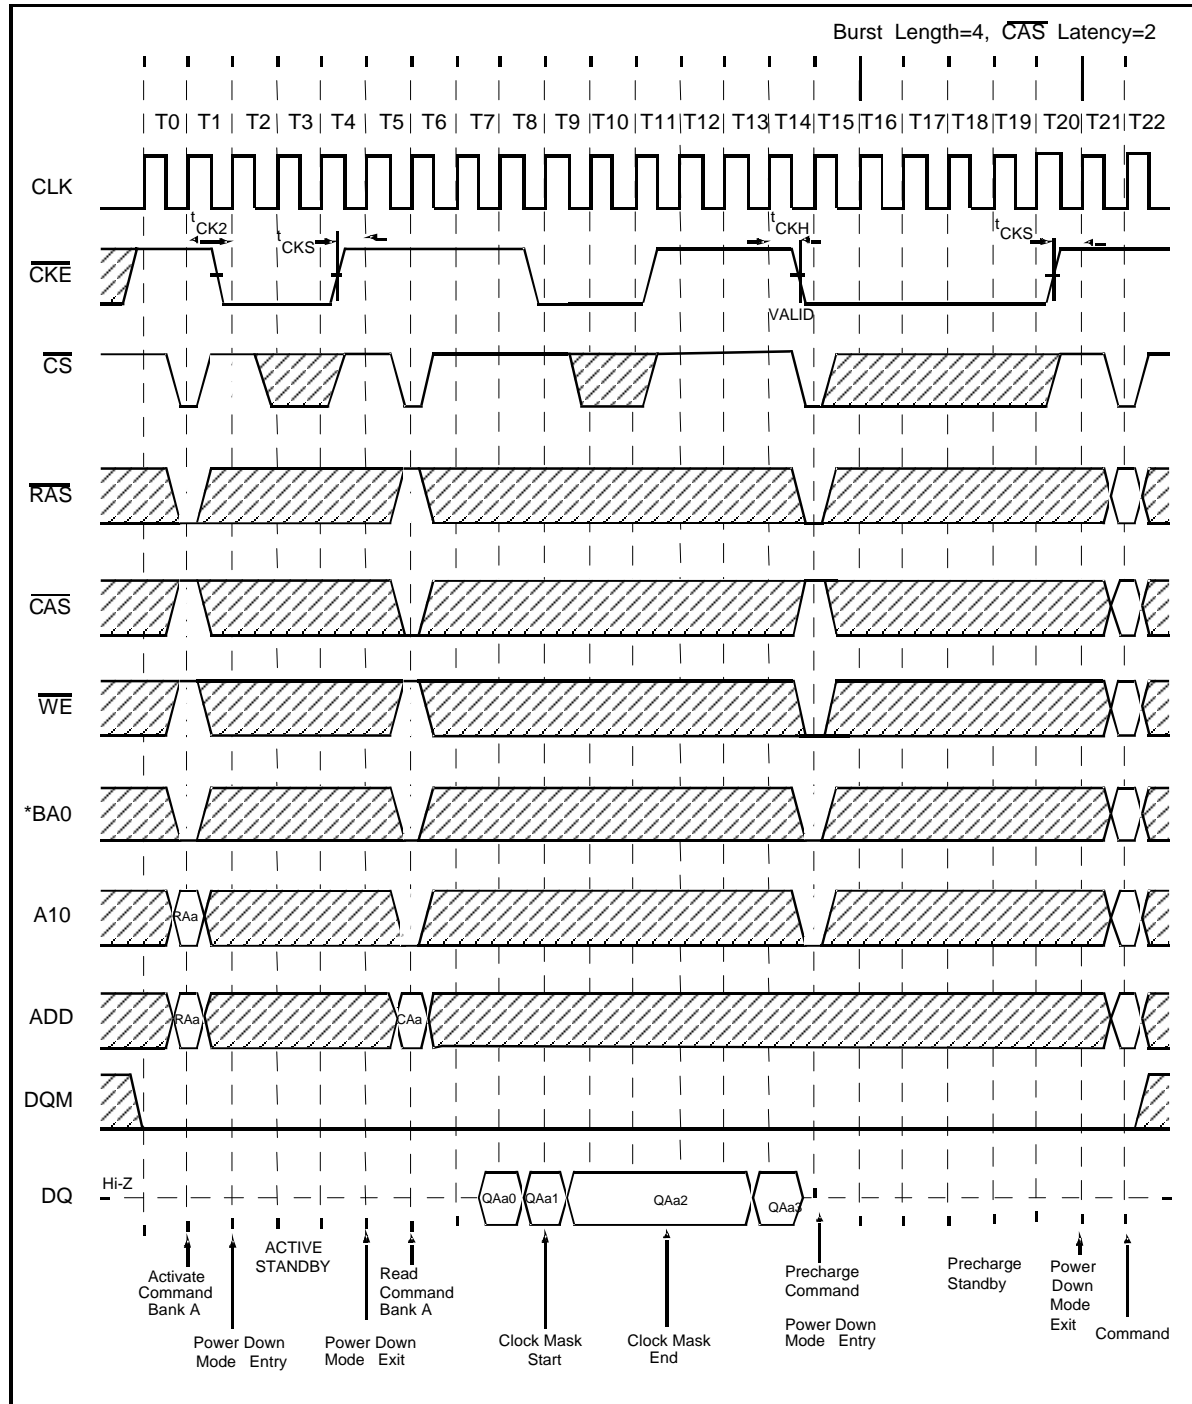 Burst Length=4, CAS Latency=2
T0 T1 T2 T3 T4 T5 T6 T7 T8 T9 T10 T11 T12 T13 T14 T15 T16 T17 T18 T19 T20 T21 T22
CLK
tCK2 tCKS tCKH tCKS
CKE
VALID
CS
RAS
CAS
WE
*BA0
A10 RAa
ADD RAa CAa
DQM
Hi-Z
DQ QAa0 QAa1 QAa2 QAa3
Activate
Command
Bank A
Power Down
Mode Entry
ACTIVE
STANDBY
Power Down
Mode Exit
Read
Command
Bank A
Clock Mask
Start
Clock Mask
End
Precharge
Command
Power Down
Mode Entry
Precharge
Standby
Power
Down
Mode
Exit
Command